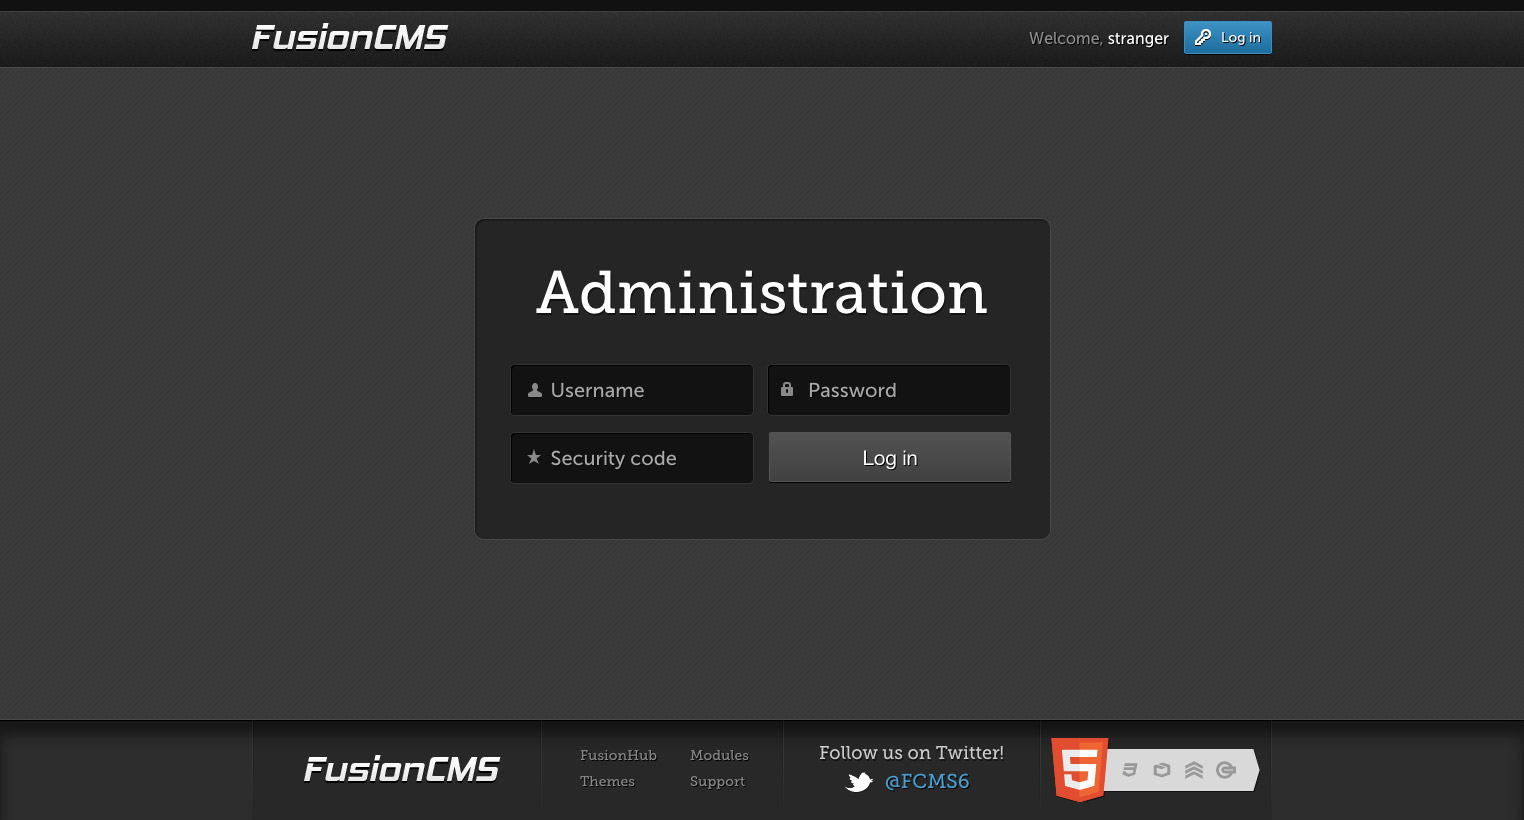 FusionCMS
Welcome, stranger
Log in
Administration
Username
Password
Security code
Log in
FusionCMS
FusionHub
Modules
Themes
Support
Follow us on Twitter!
@FCMS6
5